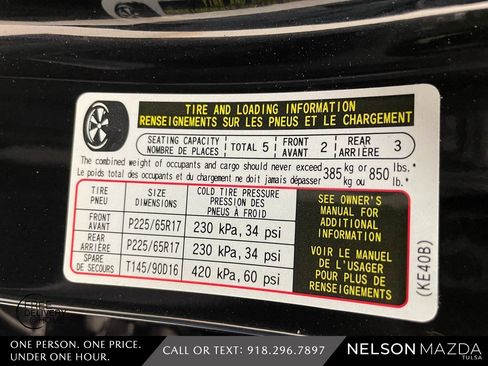 TIRE AND LOADING INFORMATION
RENSEIGNEMENTS SUR LES PNEUS ET LE CHARGEMENT
SEATING CAPACITY
NOMBRE DE PLACES
TOTAL 5
FRONT
AVANT 2
REAR
ARRIÈRE 3
The combined weight of occupants and cargo should never exceed 385 kg or 850 lbs.
Le poids total des occupants et du chargement ne doit jamais dépasser kg ou lb.
TIRE
PNEU
SIZE
DIMENSIONS
COLD TIRE PRESSURE
PRESSION DES
PNEUS À FROID
FRONT
AVANT
P225/65R17
230 kPa, 34 psi
REAR
ARRIÈRE
P225/65R17
230 kPa, 34 psi
SPARE
DE SECOURS
T145/90D16
420 kPa, 60 psi
SEE OWNER'S
MANUAL FOR
ADDITIONAL
INFORMATION
VOIR LE MANUEL
DE L'USAGER
POUR PLUS DE
RENSEIGNEMENTS
(KE40B)
FREE
DELIVERY
ONE PERSON. ONE PRICE.
UNDER ONE HOUR.
CALL OR TEXT: 918.296.7897
NELSON MAZDA
TULSA